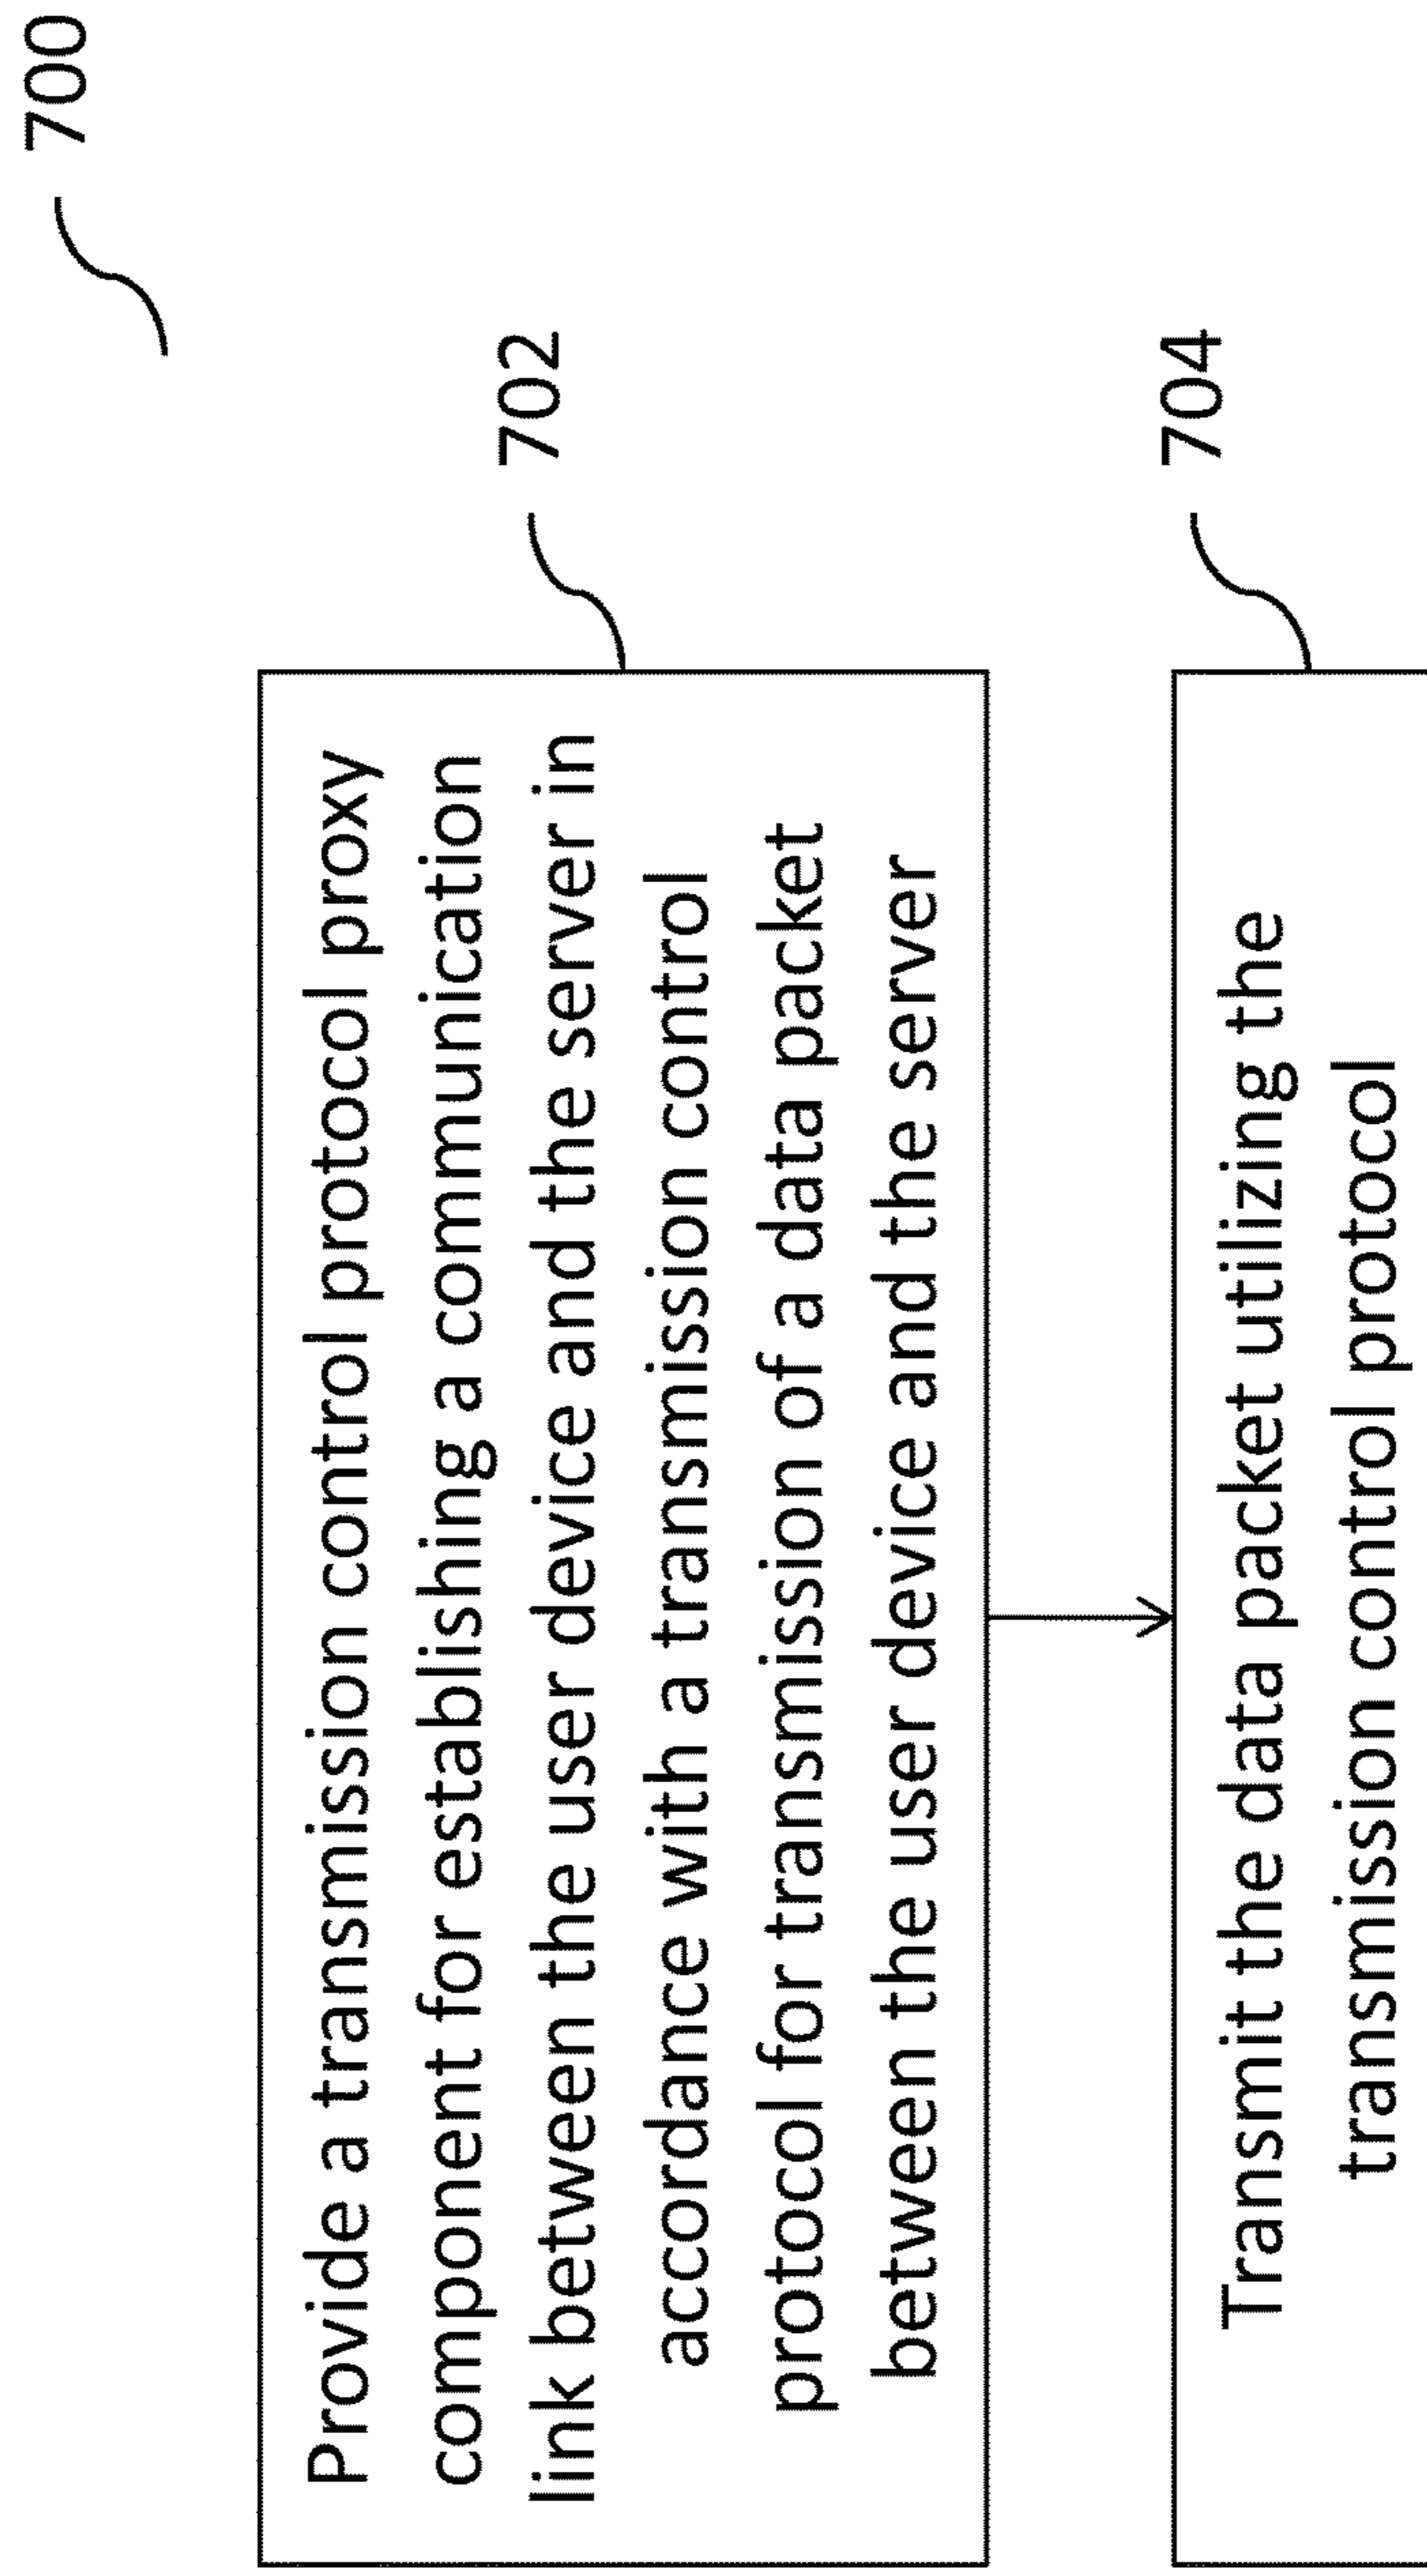 700
702
Provide a transmission control protocol proxy
component for establishing a communication
link between the user device and the server in
accordance with a transmission control
protocol for transmission of a data packet
between the user device and the server
704
Transmit the data packet utilizing the
transmission control protocol